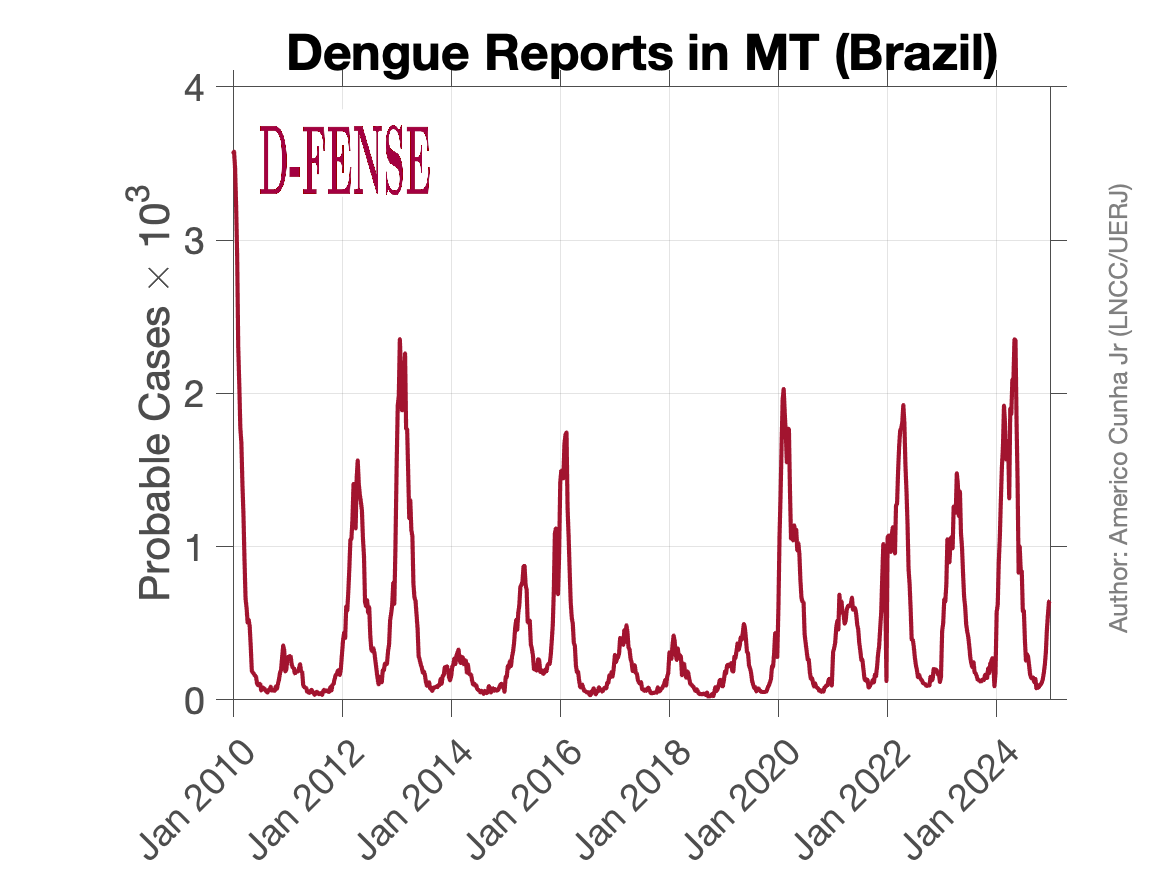 Dengue Reports in MT (Brazil)
D-FENSE
4
3
2
1
0
Probable Cases × 10³
Jan 2010
Jan 2012
Jan 2014
Jan 2016
Jan 2018
Jan 2020
Jan 2022
Jan 2024
Author: Americo Cunha Jr (LNCC/UERJ)